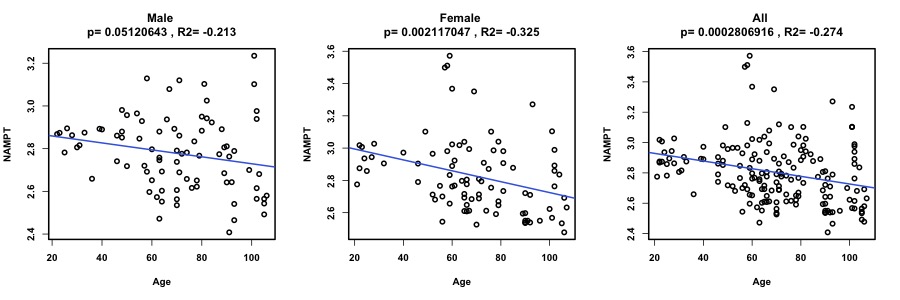 Male
p= 0.05120643 , R2= -0.213
NAMPT
3.2
3.0
2.8
2.6
2.4
20 40 60 80 100
Age
Female
p= 0.002117047 , R2= -0.325
NAMPT
3.6
3.4
3.2
3.0
2.8
2.6
20 40 60 80 100
Age
All
p= 0.0002806916 , R2= -0.274
NAMPT
3.6
3.4
3.2
3.0
2.8
2.6
2.4
20 40 60 80 100
Age